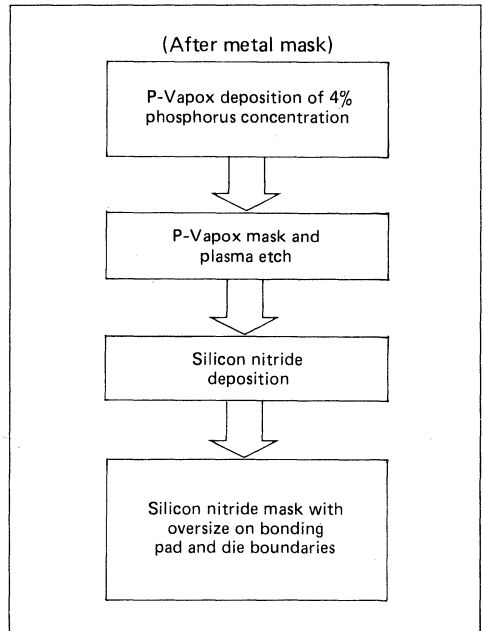 (After metal mask)
P-Vapox deposition of 4%
phosphorus concentration
P-Vapox mask and
plasma etch
Silicon nitride
deposition
Silicon nitride mask with
oversize on bonding
pad and die boundaries